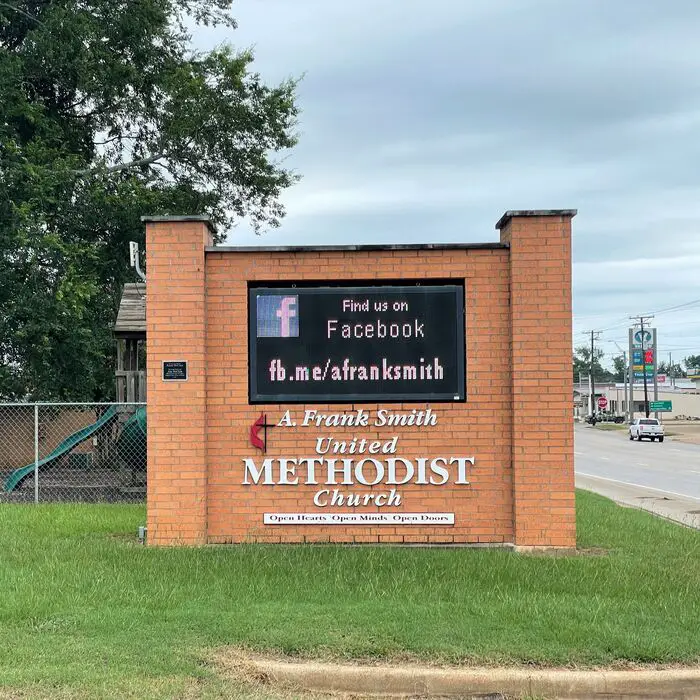 f
Find us on
Facebook
fb.me/afranksmith
A. Frank Smith
United
METHODIST
Church
Open Hearts Open Minds Open Doors